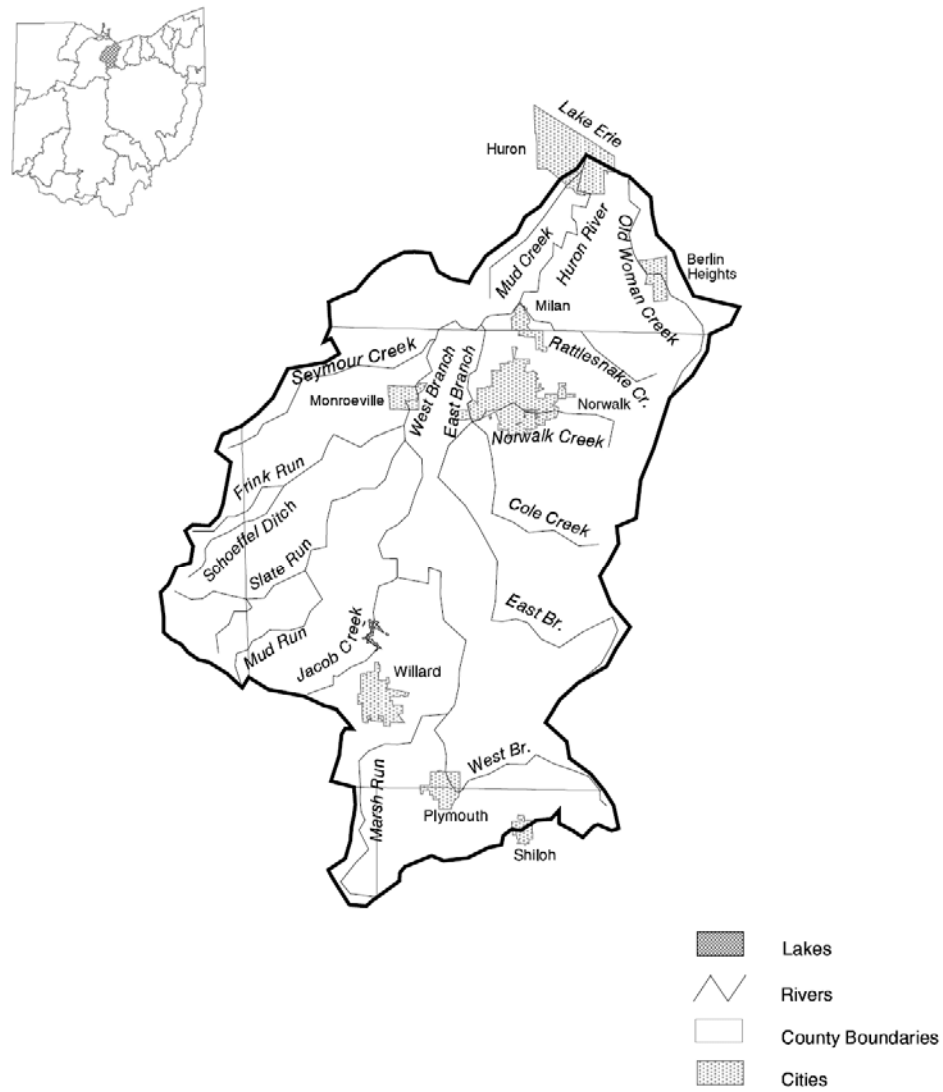 Lake Erie
Huron
Mud Creek
Huron River
Old Woman Creek
Berlin
Heights
Milan
Rattlesnake Cr.
Seymour Creek
West Branch
East Branch
Monroeville
Norwalk
Norwalk Creek
Frink Run
Schoeffel Ditch
Cole Creek
Slate Run
East Br.
Mud Run
Jacob Creek
Willard
West Br.
Marsh Run
Plymouth
Shiloh
Lakes
Rivers
County Boundaries
Cities